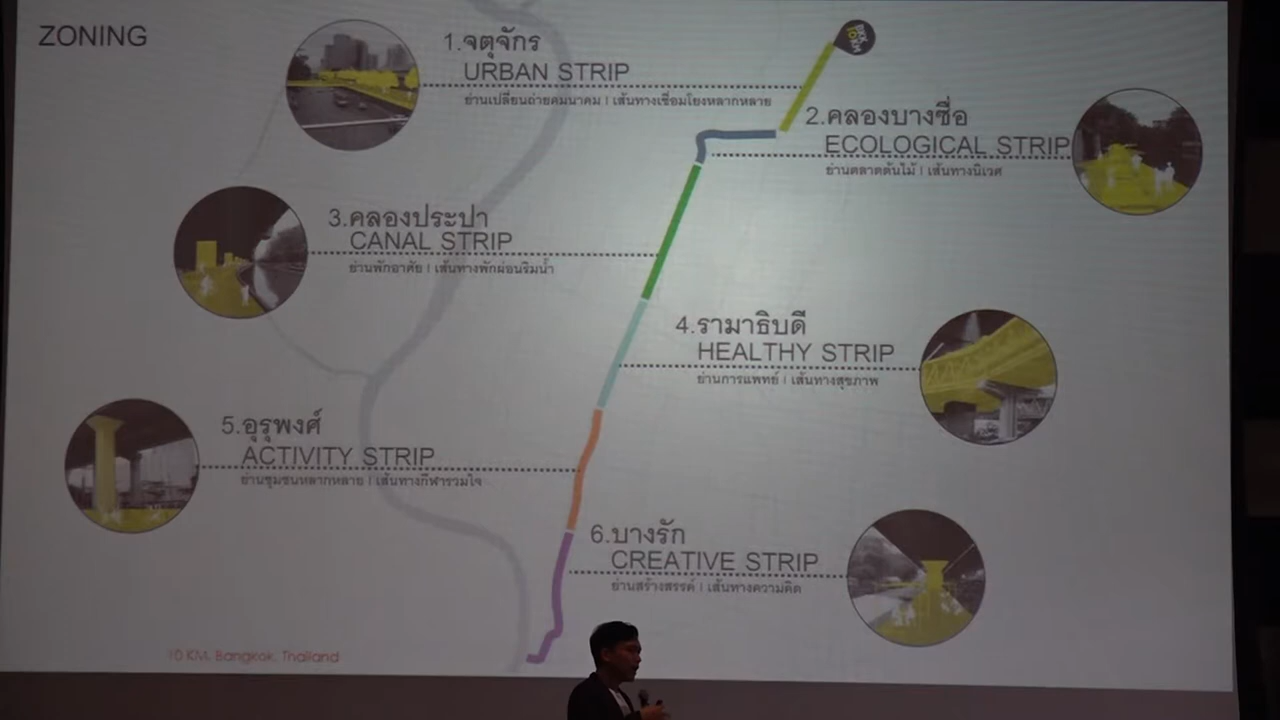 ZONING
1.จตุจักร
URBAN STRIP
ย่านเปลี่ยนถ่ายคมนาคม | เส้นทางเชื่อมโยงหลากหลาย
2.คลองบางซื่อ
ECOLOGICAL STRIP
ย่านตลาดต้นไม้ | เส้นทางนิเวศ
3.คลองประปา
CANAL STRIP
ย่านพักอาศัย | เส้นทางพักผ่อนริมน้ำ
4.รามาธิบดี
HEALTHY STRIP
ย่านการแพทย์ | เส้นทางสุขภาพ
5.อุรุพงศ์
ACTIVITY STRIP
ย่านชุมชนหลากหลาย | เส้นทางกีฬารวมใจ
6.บางรัก
CREATIVE STRIP
ย่านสร้างสรรค์ | เส้นทางความคิด
10 KM. Bangkok, Thailand